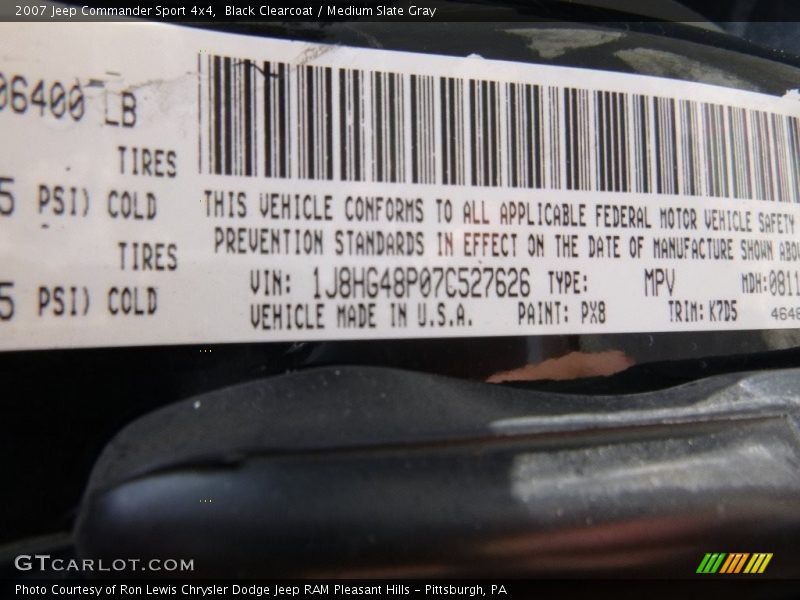 2007 Jeep Commander Sport 4x4, Black Clearcoat / Medium Slate Gray
06400 LB
TIRES
5 PSI) COLD
TIRES
5 PSI) COLD
THIS VEHICLE CONFORMS TO ALL APPLICABLE FEDERAL MOTOR VEHICLE SAFETY
PREVENTION STANDARDS IN EFFECT ON THE DATE OF MANUFACTURE SHOWN ABOV
VIN: 1J8HG48P07C527626 TYPE: MPV MDH: 0811
VEHICLE MADE IN U.S.A. PAINT: PX8 TRIM: K7D5 4648
GTCARLOT.COM
Photo Courtesy of Ron Lewis Chrysler Dodge Jeep RAM Pleasant Hills - Pittsburgh, PA